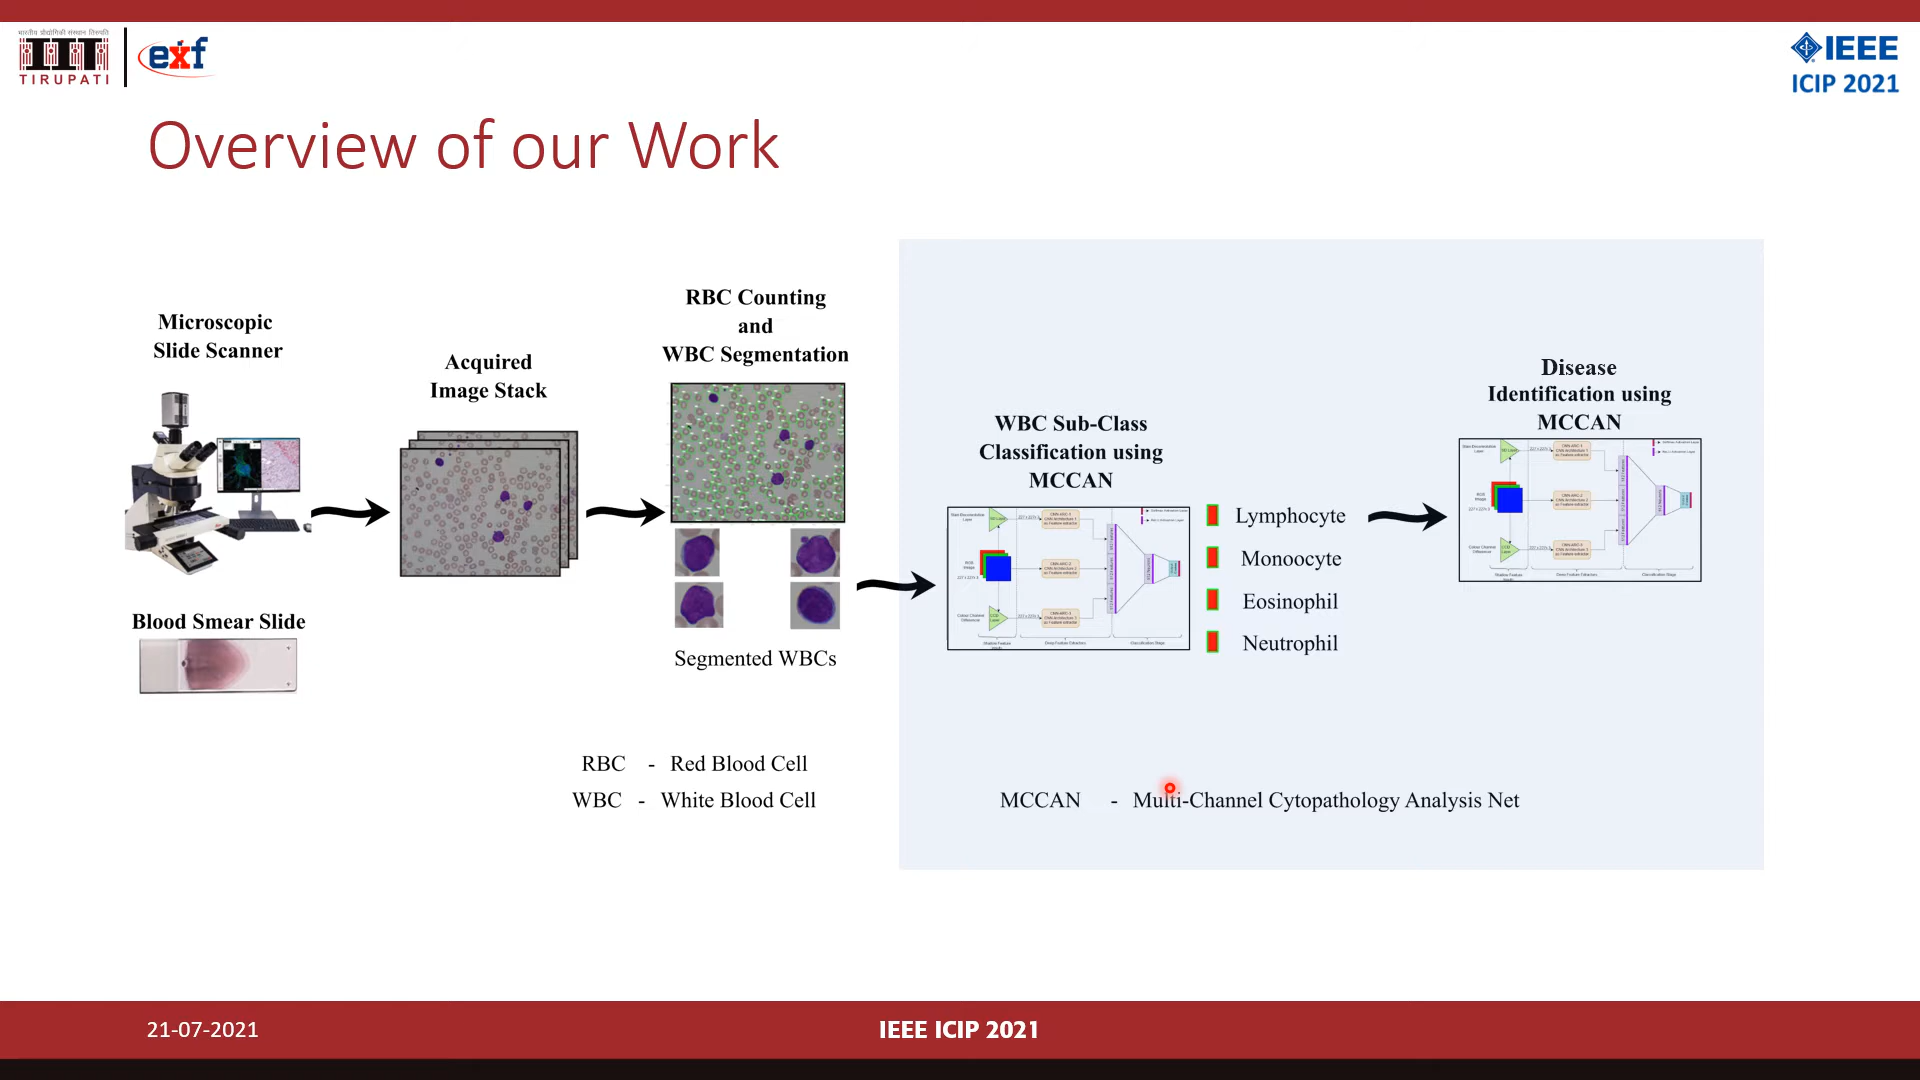 भारतीय प्रौद्योगिकी संस्थान तिरुपति
TIRUPATI
exf
IEEE
ICIP 2021
Overview of our Work
Microscopic
Slide Scanner
Blood Smear Slide
Acquired
Image Stack
RBC Counting
and
WBC Segmentation
Segmented WBCs
RBC - Red Blood Cell
WBC - White Blood Cell
WBC Sub-Class
Classification using
MCCAN
Lymphocyte
Monoocyte
Eosinophil
Neutrophil
Disease
Identification using
MCCAN
MCCAN - Multi-Channel Cytopathology Analysis Net
21-07-2021
IEEE ICIP 2021